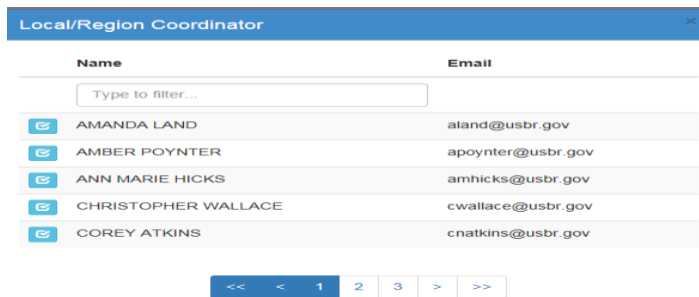 Local/Region Coordinator ×
Name Email
Type to filter...
AMANDA LAND aland@usbr.gov
AMBER POYNTER apoynter@usbr.gov
ANN MARIE HICKS amhicks@usbr.gov
CHRISTOPHER WALLACE cwallace@usbr.gov
COREY ATKINS cnatkins@usbr.gov
<< < 1 2 3 > >>